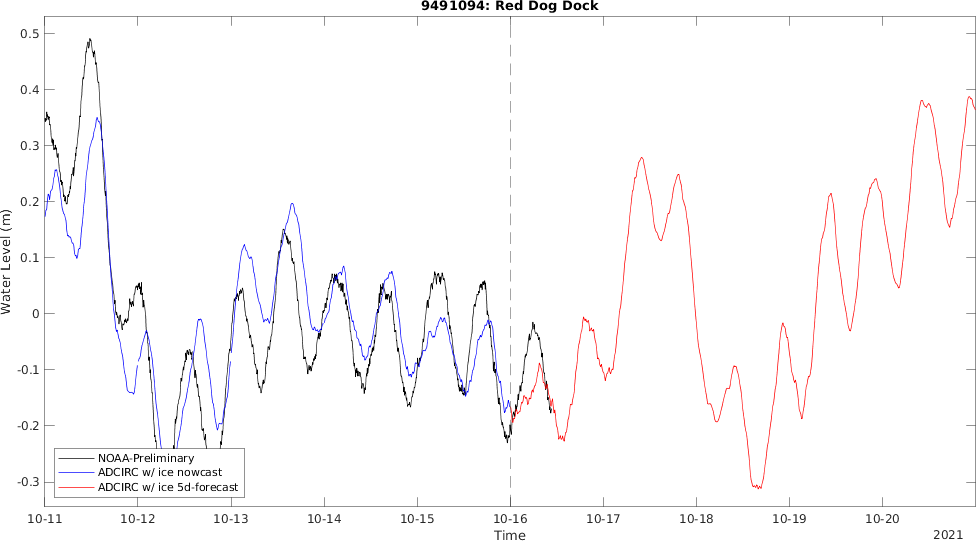 9491094: Red Dog Dock
Water Level (m)
0.5
0.4
0.3
0.2
0.1
0
-0.1
-0.2
-0.3
NOAA-Preliminary
ADCIRC w/ ice nowcast
ADCIRC w/ ice 5d-forecast
10-11 10-12 10-13 10-14 10-15 10-16 10-17 10-18 10-19 10-20
Time
2021